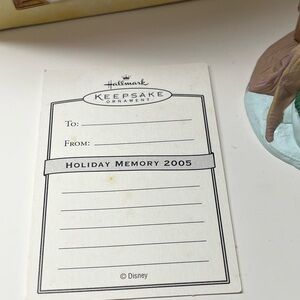 Hallmark
KEEPSAKE
ORNAMENT
TO:
FROM:
HOLIDAY MEMORY 2005
© Disney